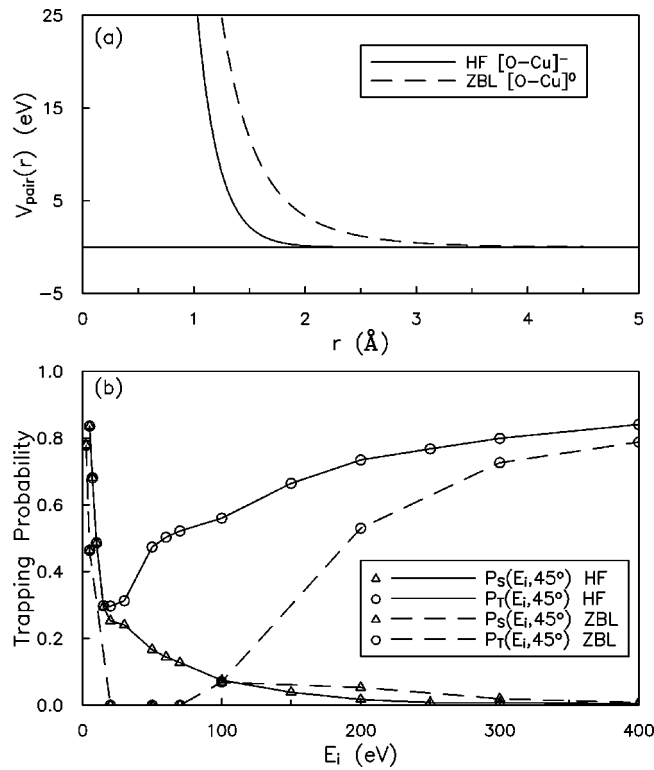 (a)
25
15
5
−5
V_pair(r) (eV)
HF [O−Cu]⁻
ZBL [O−Cu]⁰
0 1 2 3 4 5
r (Å)
(b)
1.0
0.8
0.6
0.4
0.2
0.0
Trapping Probability
P_S(E_i,45°) HF
P_T(E_i,45°) HF
P_S(E_i,45°) ZBL
P_T(E_i,45°) ZBL
0 100 200 300 400
E_i (eV)